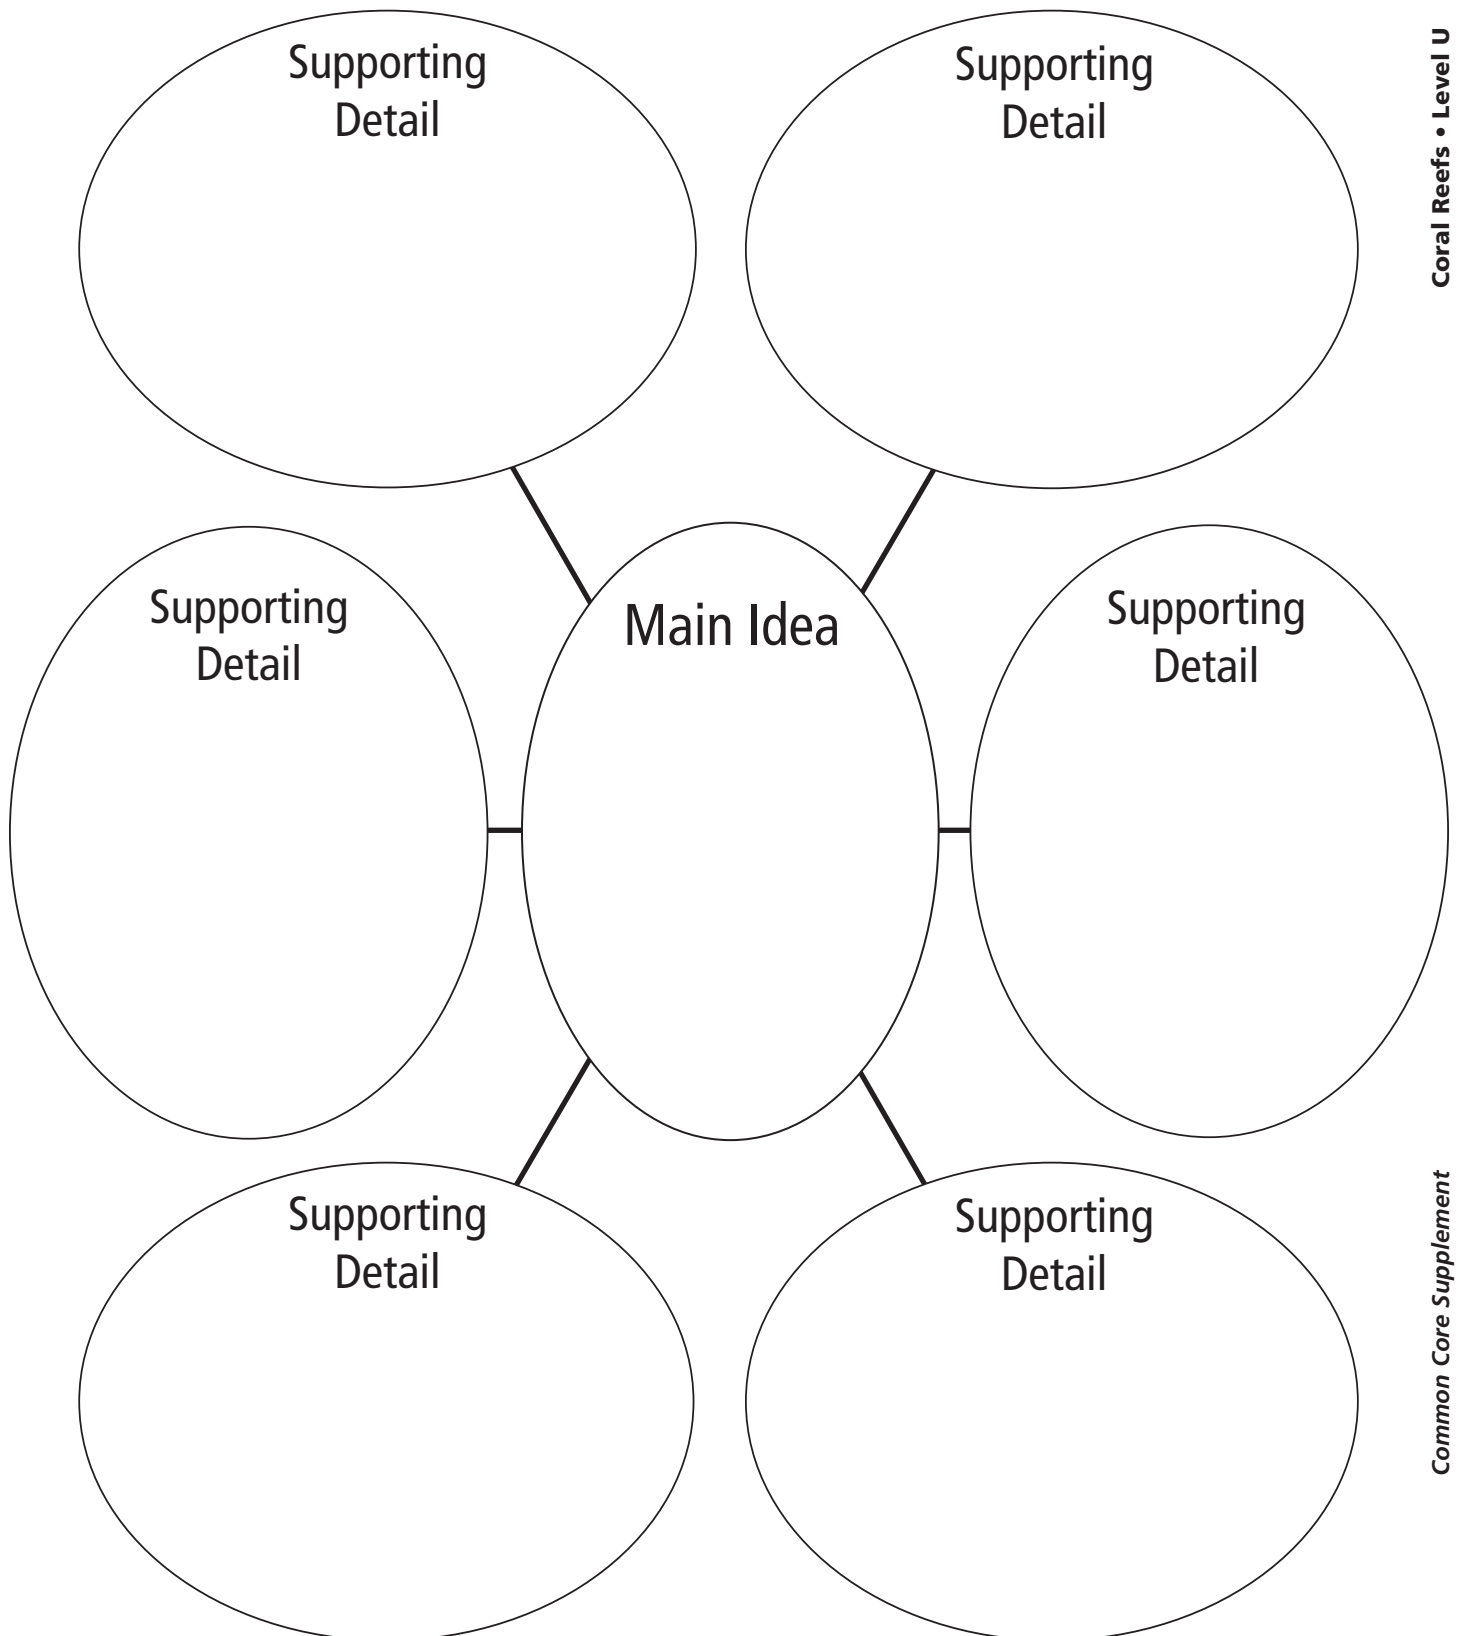 Supporting
Detail
Supporting
Detail
Coral Reefs • Level U
Supporting
Detail
Main Idea
Supporting
Detail
Supporting
Detail
Supporting
Detail
Common Core Supplement